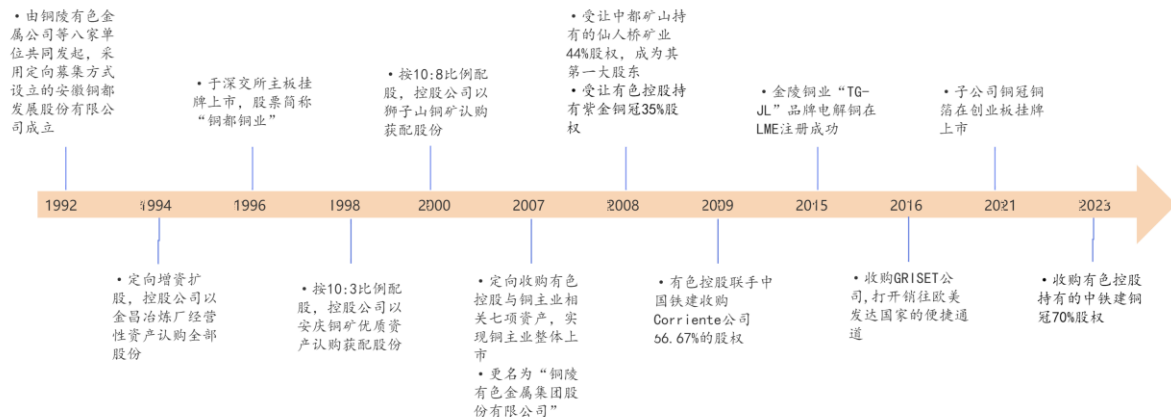 • 由铜陵有色金
属公司等八家单
位共同发起，采
用定向募集方式
设立的安徽铜都
发展股份有限公
司成立
• 于深交所主板挂
牌上市，股票简称
“铜都铜业”
• 按10:8比例配
股，控股公司以
狮子山铜矿认购
获配股份
• 受让中都矿山持
有的仙人桥矿业
44%股权，成为其
第一大股东
• 受让有色控股持
有紫金铜冠35%股
权
• 金陵铜业“TG-
JL”品牌电解铜在
LME注册成功
• 子公司铜冠铜
箔在创业板挂牌
上市
1992 1994 1996 1998 2000 2007 2008 2009 2015 2016 2021 2023
• 定向增资扩
股，控股公司以
金昌冶炼厂经营
性资产认购全部
股份
• 按10:3比例配
股，控股公司以
安庆铜矿优质资
产认购获配股份
• 定向收购有色
控股与铜主业相
关七项资产，实
现铜主业整体上
市
• 更名为“铜陵
有色金属集团股
份有限公司”
• 有色控股联手中
国铁建收购
Corriente公司
56.67%的股权
• 收购GRISET公
司,打开销往欧美
发达国家的便捷通
道
• 收购有色控股
持有的中铁建铜
冠70%股权